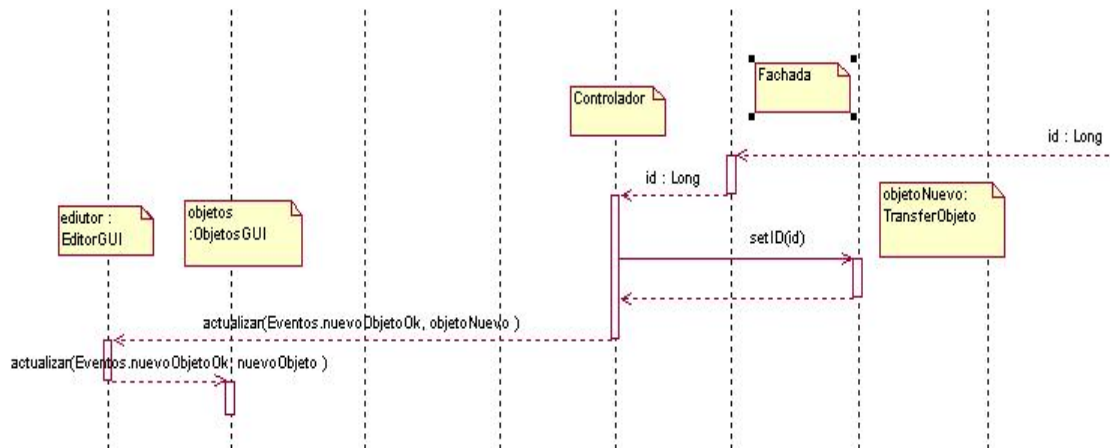 Fachada
Controlador
id : Long
id : Long
objetoNuevo:
TransferObjeto
ediutor :
EditorGUI
objetos
:ObjetosGUI
setID(id)
actualizar(Eventos.nuevoObjetoOk, objetoNuevo )
actualizar(Eventos.nuevoObjetoOk, nuevoObjeto )